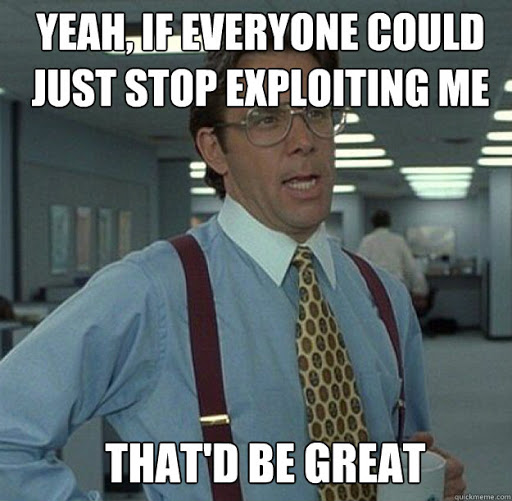 YEAH, IF EVERYONE COULD
JUST STOP EXPLOITING ME
THAT'D BE GREAT
quickmeme.com